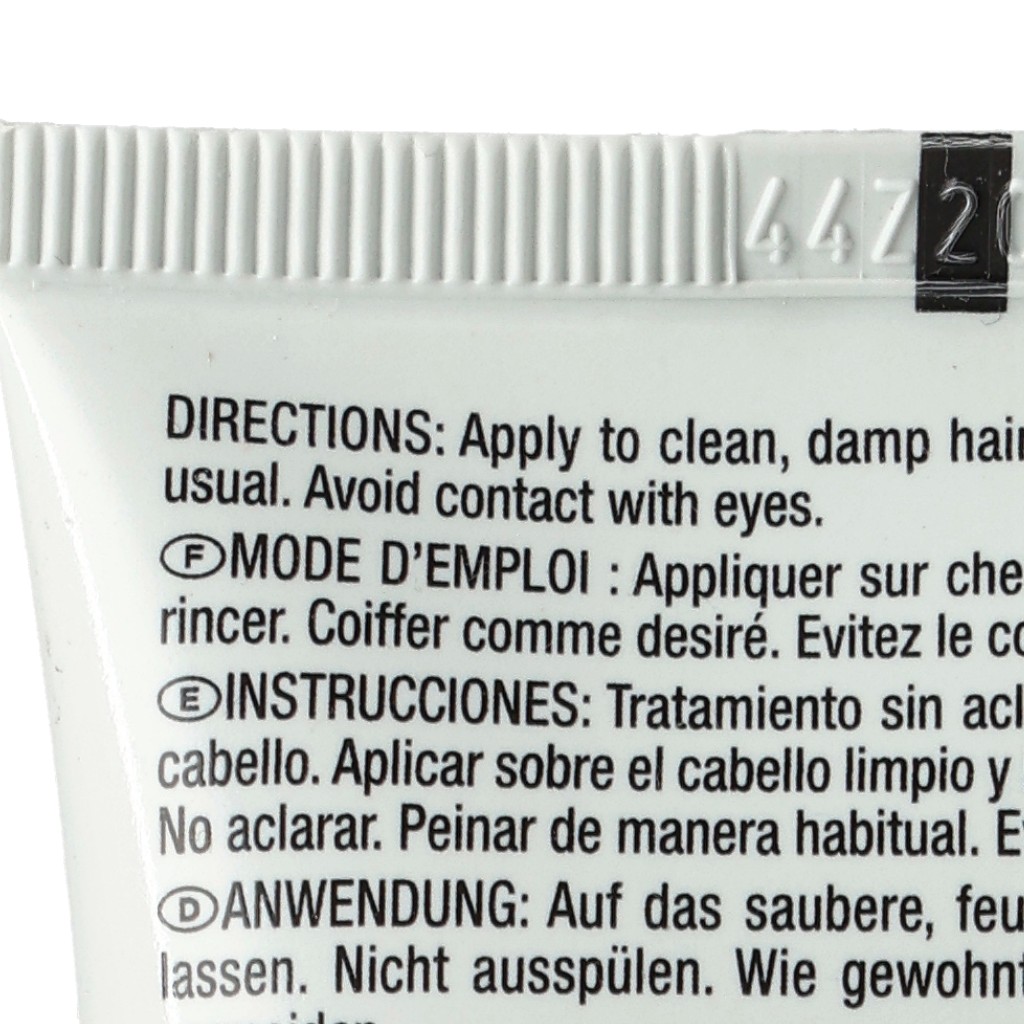 44Z2
DIRECTIONS: Apply to clean, damp hair
usual. Avoid contact with eyes.
Ⓕ MODE D'EMPLOI : Appliquer sur che
rincer. Coiffer comme desiré. Evitez le co
Ⓔ INSTRUCCIONES: Tratamiento sin acl
cabello. Aplicar sobre el cabello limpio y
No aclarar. Peinar de manera habitual. E
Ⓓ ANWENDUNG: Auf das saubere, feu
lassen. Nicht ausspülen. Wie gewohnt